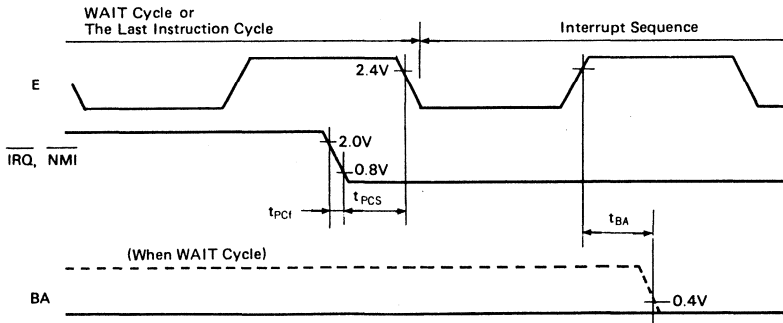 WAIT Cycle or
The Last Instruction Cycle
Interrupt Sequence
E
2.4V
IRQ, NMI
2.0V
0.8V
tPCf
tPCS
tBA
(When WAIT Cycle)
BA
0.4V